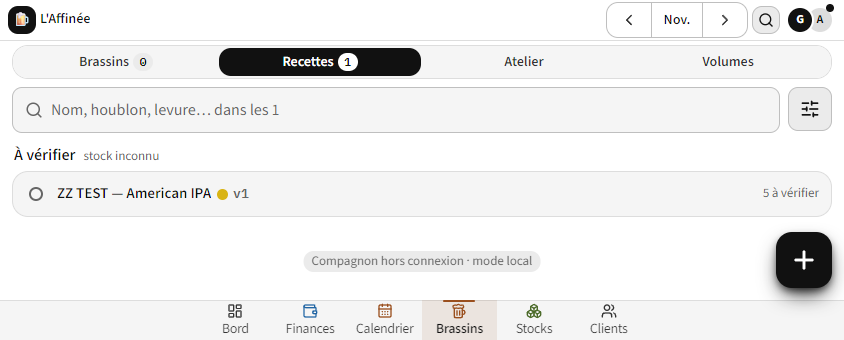 L'Affinée
Nov.
G A
Brassins 0 Recettes 1 Atelier Volumes
Nom, houblon, levure… dans les 1
À vérifier stock inconnu
ZZ TEST — American IPA v1 5 à vérifier
Compagnon hors connexion · mode local
Bord Finances Calendrier Brassins Stocks Clients